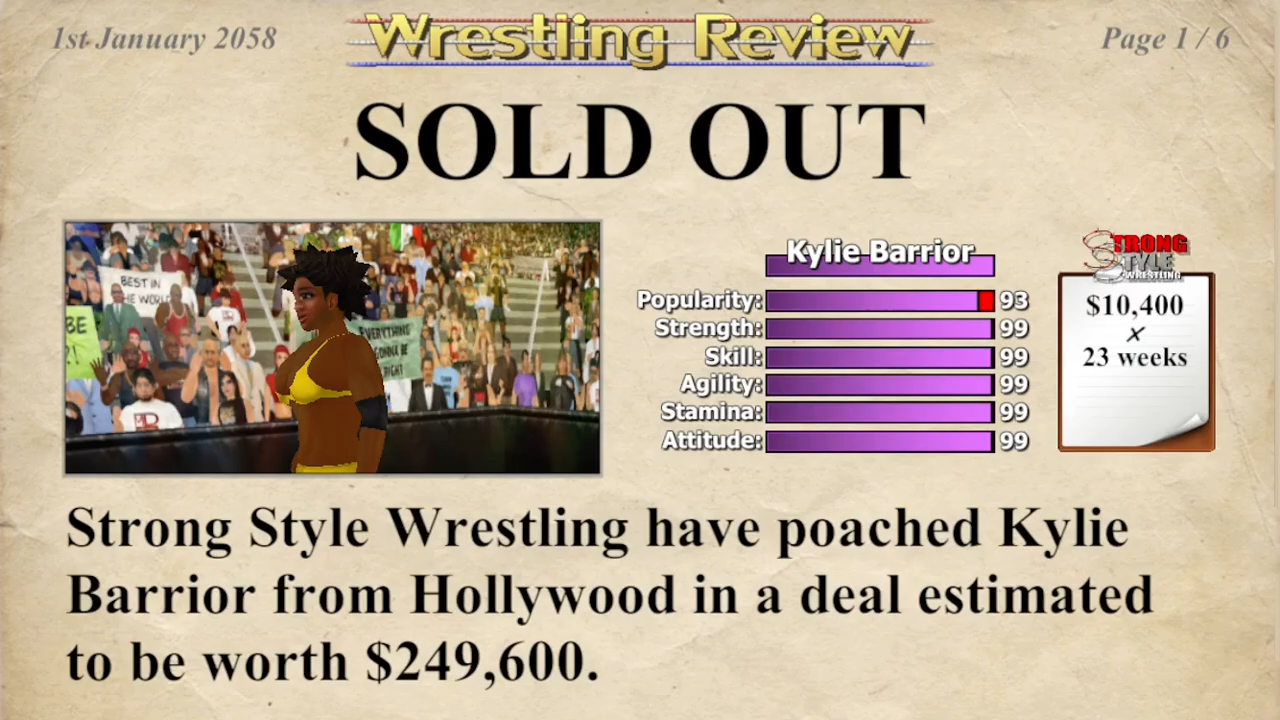 1st January 2058
Wrestling Review
Page 1 / 6
SOLD OUT
BEST IN
THE WORLD
BE
!
EVERYTHING
GONNA BE
RIGHT
Kylie Barrior
Popularity: 93
Strength: 99
Skill: 99
Agility: 99
Stamina: 99
Attitude: 99
STRONG
STYLE
WRESTLING
$10,400
×
23 weeks
Strong Style Wrestling have poached Kylie
Barrior from Hollywood in a deal estimated
to be worth $249,600.